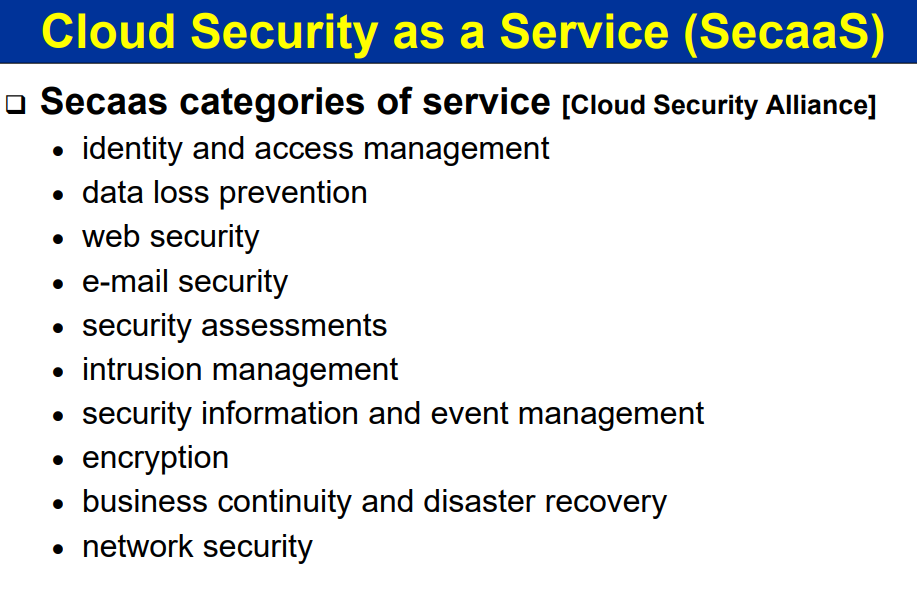 Cloud Security as a Service (SecaaS)
❑ Secaas categories of service [Cloud Security Alliance]
• identity and access management
• data loss prevention
• web security
• e-mail security
• security assessments
• intrusion management
• security information and event management
• encryption
• business continuity and disaster recovery
• network security